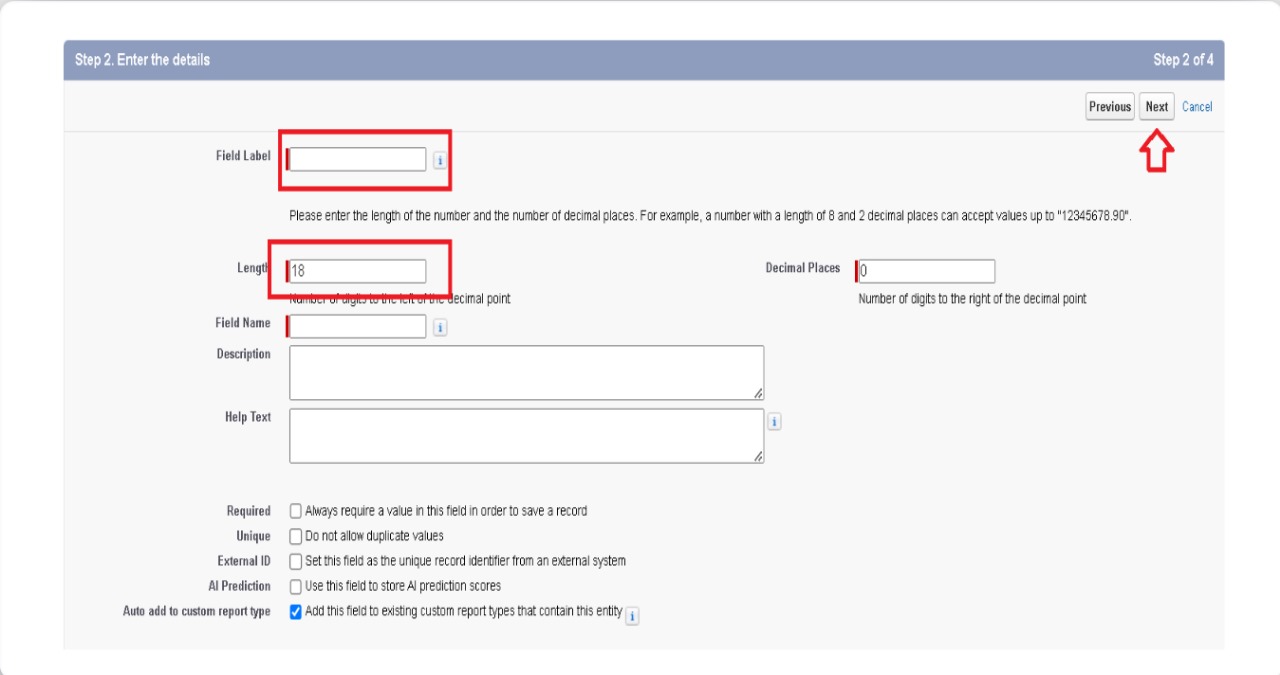 Step 2. Enter the details Step 2 of 4
Previous Next Cancel
Field Label i
Please enter the length of the number and the number of decimal places. For example, a number with a length of 8 and 2 decimal places can accept values up to "12345678.90".
Length 18 Decimal Places 0
Number of digits to the left of the decimal point Number of digits to the right of the decimal point
Field Name i
Description
Help Text i
Required Always require a value in this field in order to save a record
Unique Do not allow duplicate values
External ID Set this field as the unique record identifier from an external system
AI Prediction Use this field to store AI prediction scores
Auto add to custom report type Add this field to existing custom report types that contain this entity i